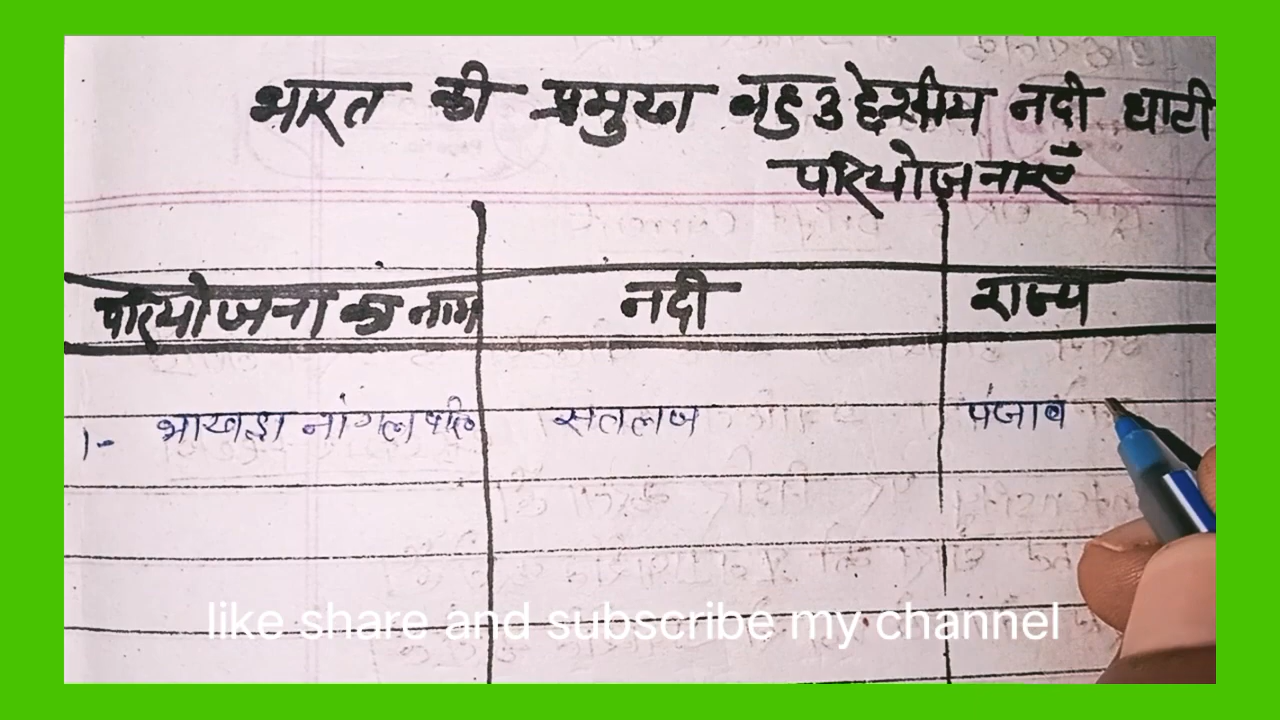 भारत की प्रमुख बहुउद्देशीय नदी घाटी
परियोजनाएँ
परियोजना का नाम नदी राज्य
1- भाखड़ा नांगल परि० सतलज पंजाब
like share and subscribe my channel